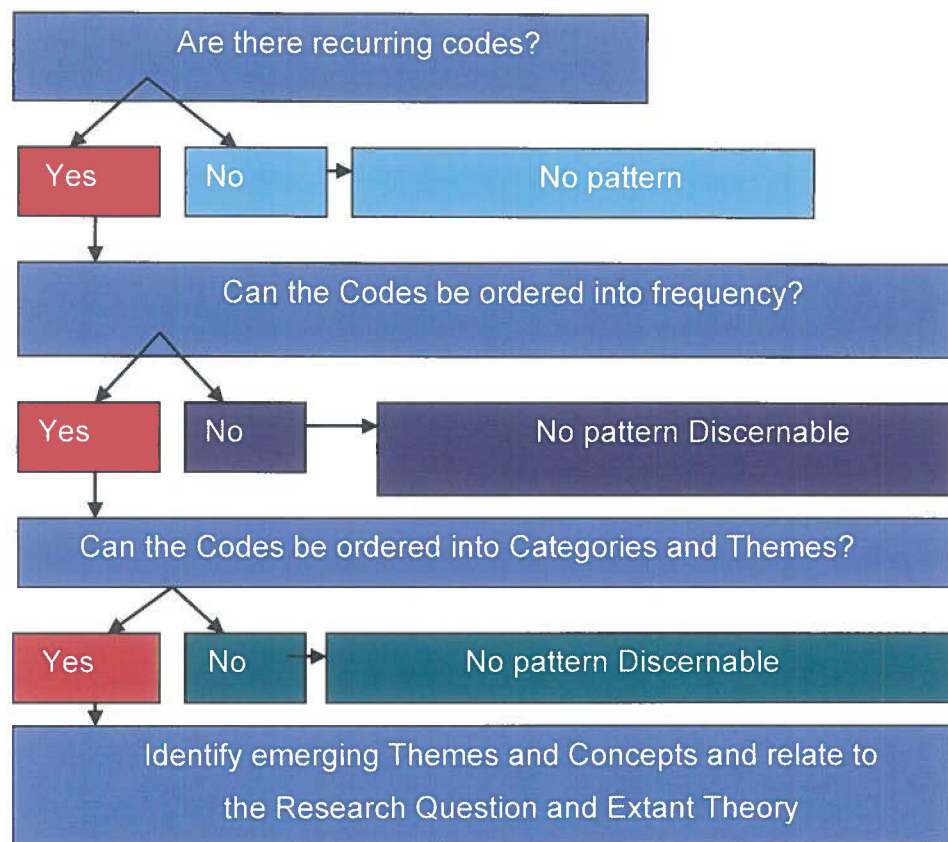 Are there recurring codes?
Yes
No
No pattern
Can the Codes be ordered into frequency?
Yes
No
No pattern Discernable
Can the Codes be ordered into Categories and Themes?
Yes
No
No pattern Discernable
Identify emerging Themes and Concepts and relate to
the Research Question and Extant Theory